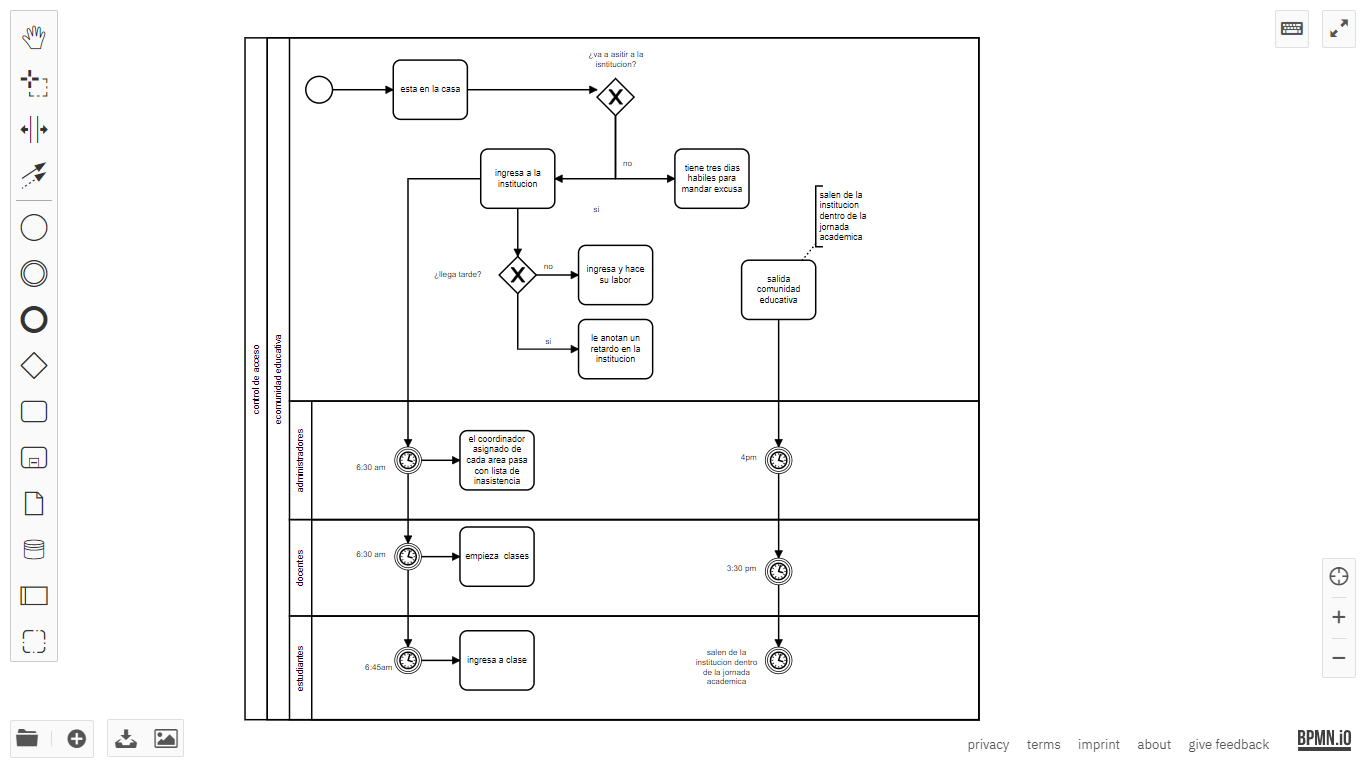 ¿va a asitir a la
isntitucion?
esta en la casa
no
ingresa a la
institucion
tiene tres dias
habiles para
mandar excusa
si
salen de la
institucion
dentro de la
jornada
academica
¿llega tarde?
no
ingresa y hace
su labor
salida
comunidad
educativa
si
le anotan un
retardo en la
institucion
control de acceso
ecomunidad educativa
administradores
6:30 am
el coordinador
asignado de
cada area pasa
con lista de
inasistencia
4pm
docentes
6:30 am
empieza clases
3:30 pm
estudiantes
6:45am
ingresa a clase
salen de la
institucion dentro
de la jornada
academica
privacy terms imprint about give feedback
BPMN.iO